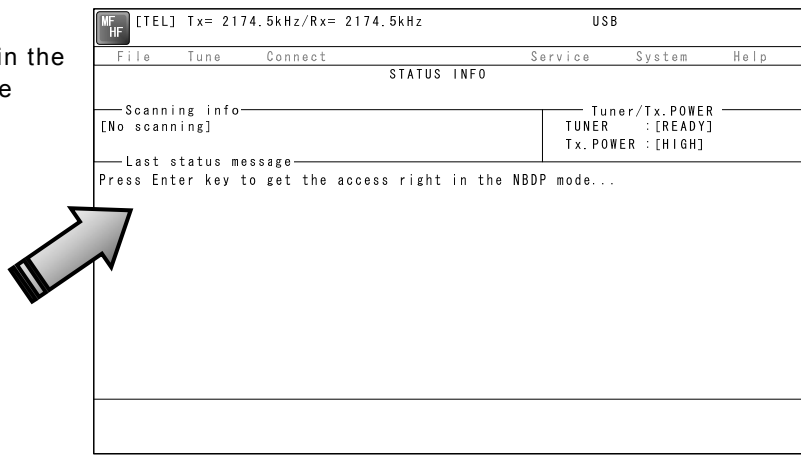 in the
e
MF
HF
[TEL] Tx= 2174.5kHz/Rx= 2174.5kHz USB
File Tune Connect Service System Help
STATUS INFO
Scanning info
[No scanning]
Tuner/Tx.POWER
TUNER :[READY]
Tx.POWER :[HIGH]
Last status message
Press Enter key to get the access right in the NBDP mode...